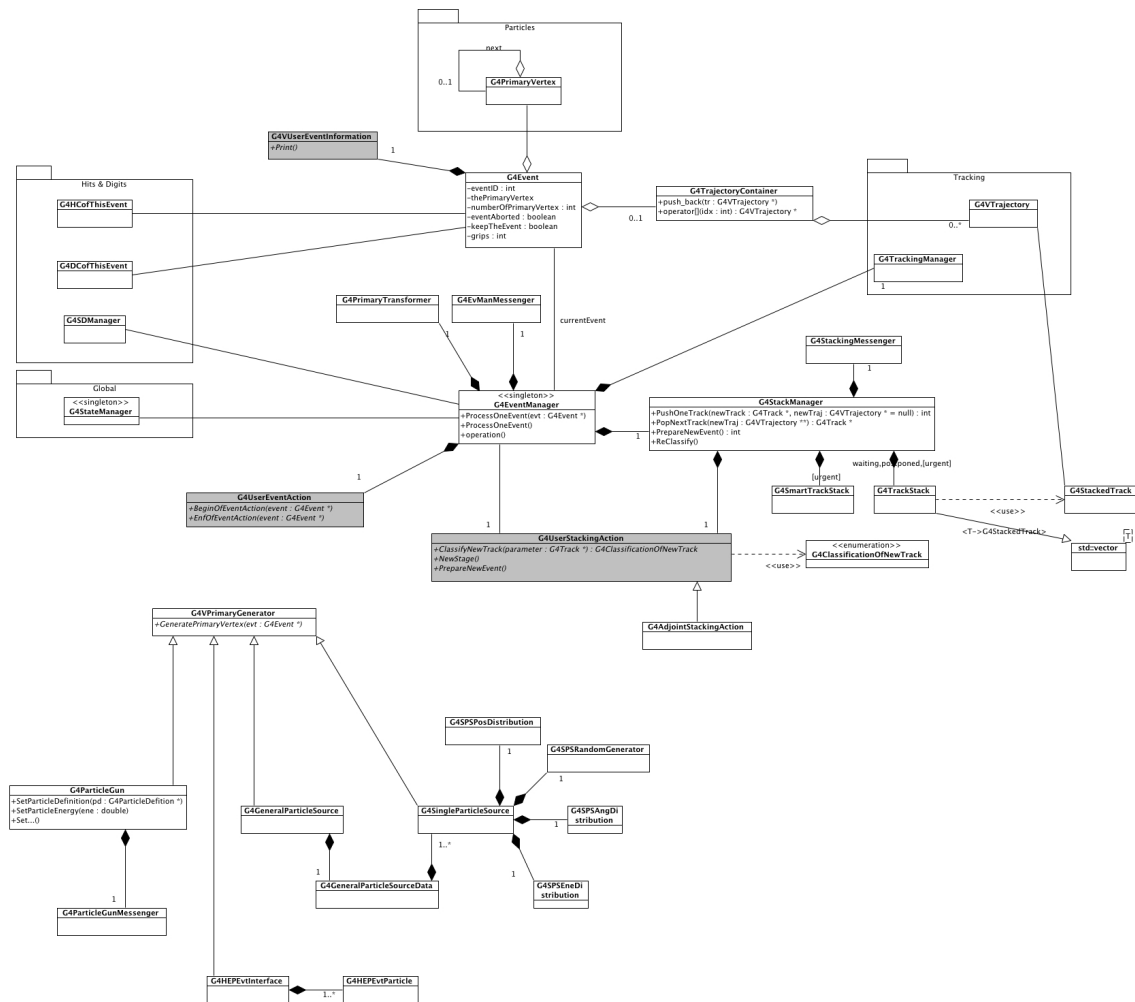 Particles
next
0..1
G4PrimaryVertex
G4VUserEventInformation
+Print()
1
G4Event
-eventID : int
-thePrimaryVertex
-numberOfPrimaryVertex : int
-eventAborted : boolean
-keepTheEvent : boolean
-grips : int
Hits & Digits
G4HCofThisEvent
G4DCofThisEvent
G4SDManager
G4TrajectoryContainer
+push_back(tr : G4VTrajectory *)
+operator[](idx : int) : G4VTrajectory *
0..1
Tracking
G4VTrajectory
0..*
G4TrackingManager
1
G4PrimaryTransformer
1
G4EvManMessenger
1
currentEvent
G4StackingMessenger
1
Global
<<singleton>>
G4StateManager
<<singleton>>
G4EventManager
+ProcessOneEvent(evt : G4Event *)
+ProcessOneEvent()
+operation()
1
G4StackManager
+PushOneTrack(newTrack : G4Track *, newTraj : G4VTrajectory * = null) : int
+PopNextTrack(newTraj : G4VTrajectory **) : G4Track *
+PrepareNewEvent() : int
+ReClassify()
waiting,postponed,[urgent]
[urgent]
1
G4UserEventAction
+BeginOfEventAction(event : G4Event *)
+EnfOfEventAction(event : G4Event *)
G4SmartTrackStack
G4TrackStack
G4StackedTrack
<<use>>
1
1
<T->G4StackedTrack>
T
std::vector
G4UserStackingAction
+ClassifyNewTrack(parameter : G4Track *) : G4ClassificationOfNewTrack
+NewStage()
+PrepareNewEvent()
<<enumeration>>
G4ClassificationOfNewTrack
<<use>>
G4AdjointStackingAction
G4VPrimaryGenerator
+GeneratePrimaryVertex(evt : G4Event *)
G4SPSPosDistribution
1
G4SPSRandomGenerator
1
G4ParticleGun
+SetParticleDefinition(pd : G4ParticleDefition *)
+SetParticleEnergy(ene : double)
+Set...()
G4GeneralParticleSource
G4SingleParticleSource
G4SPSAngDi
stribution
1
1..*
1
1
G4GeneralParticleSourceData
G4SPSEneDi
stribution
1
G4ParticleGunMessenger
G4HEPEvtInterface
G4HEPEvtParticle
1..*